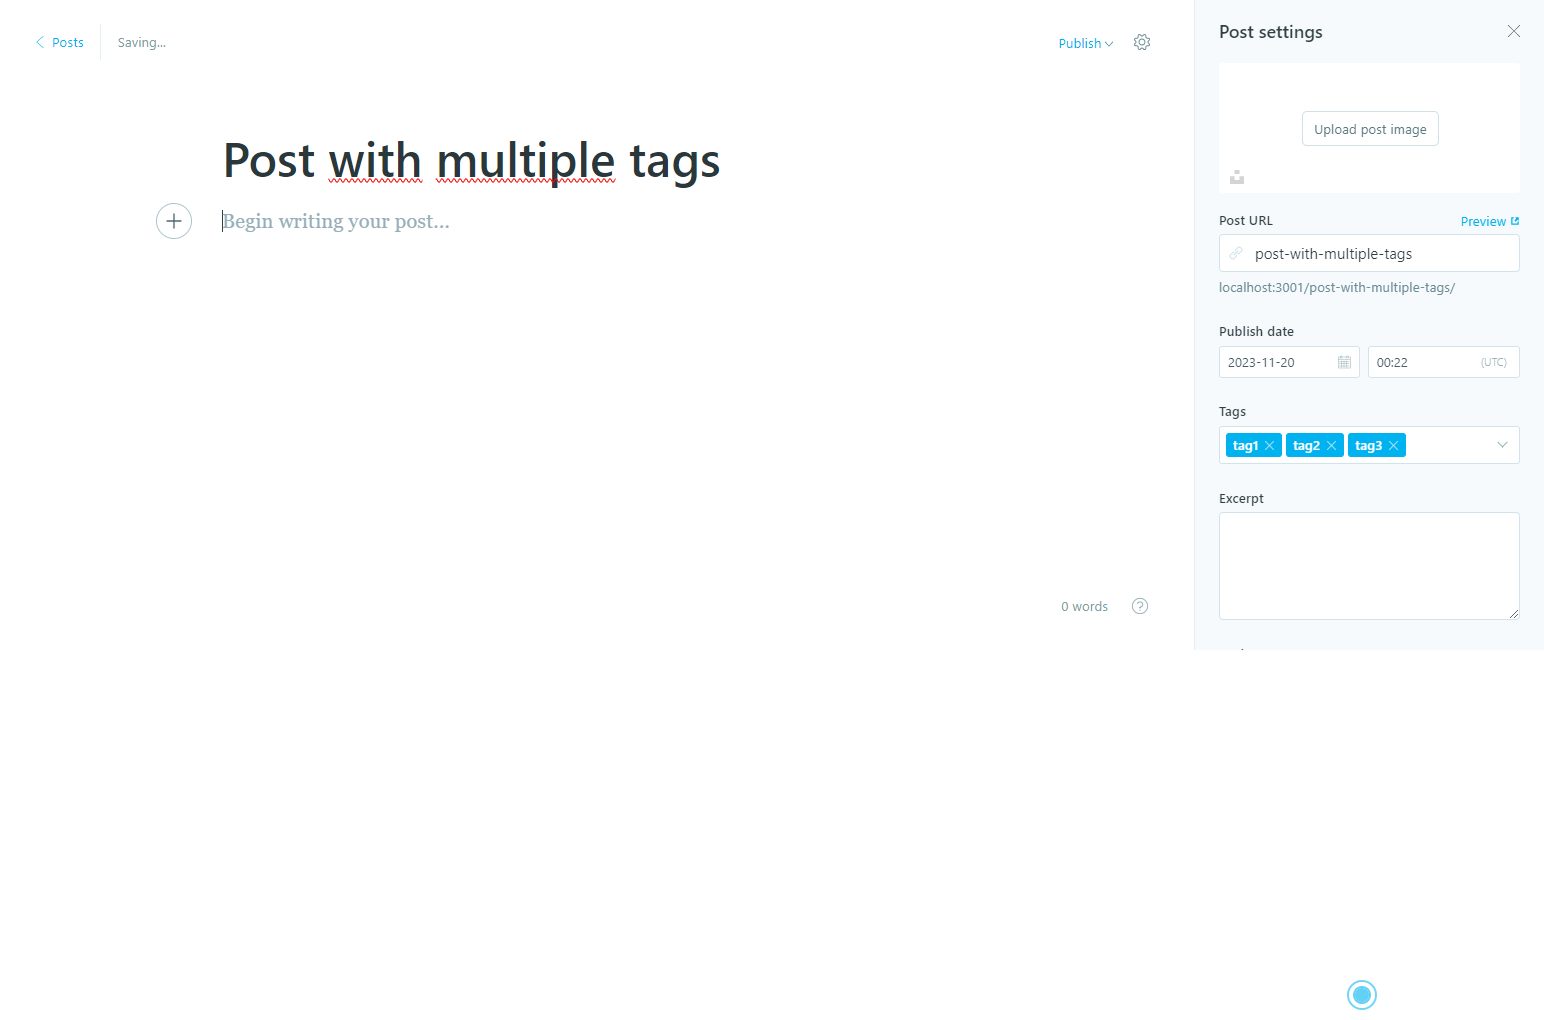 Posts
Saving...
Publish
Post with multiple tags
Begin writing your post...
0 words
?
Post settings
Upload post image
Post URL
Preview
post-with-multiple-tags
localhost:3001/post-with-multiple-tags/
Publish date
2023-11-20
00:22
(UTC)
Tags
tag1 tag2 tag3
Excerpt